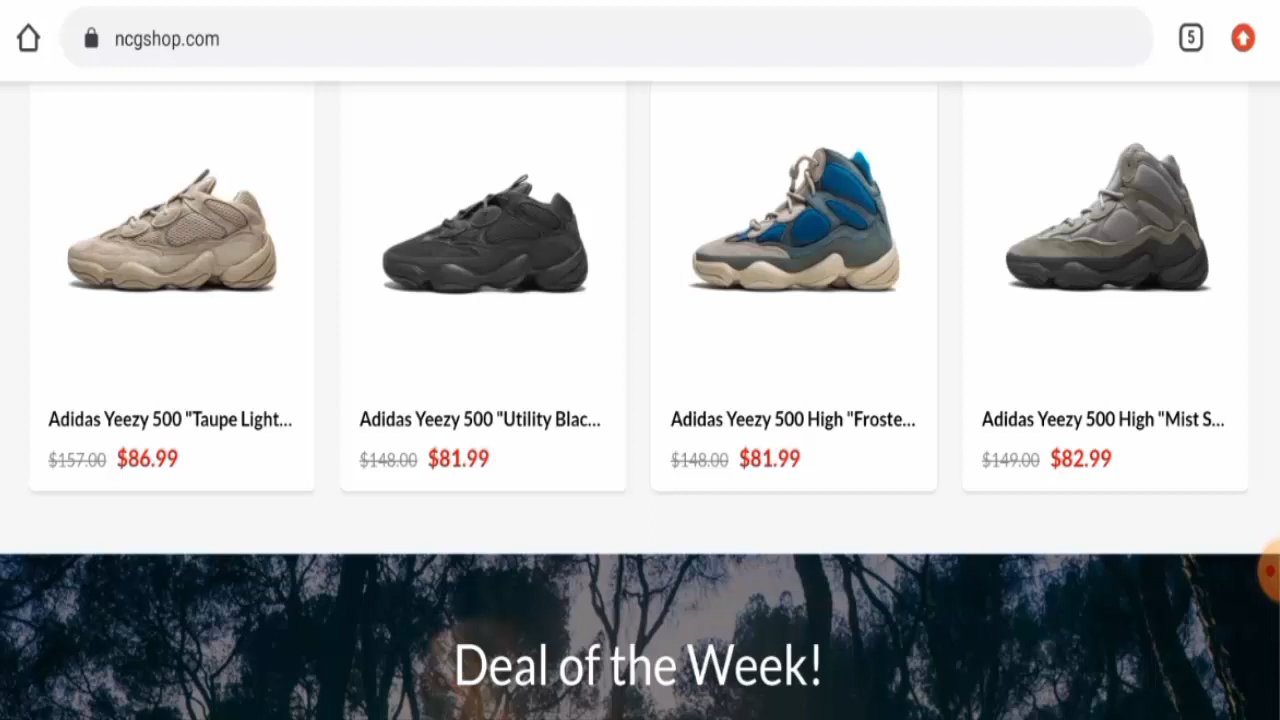 ncgshop.com
5
Adidas Yeezy 500 "Taupe Light...
$157.00 $86.99
Adidas Yeezy 500 "Utility Blac...
$148.00 $81.99
Adidas Yeezy 500 High "Froste...
$148.00 $81.99
Adidas Yeezy 500 High "Mist S...
$149.00 $82.99
Deal of the Week!